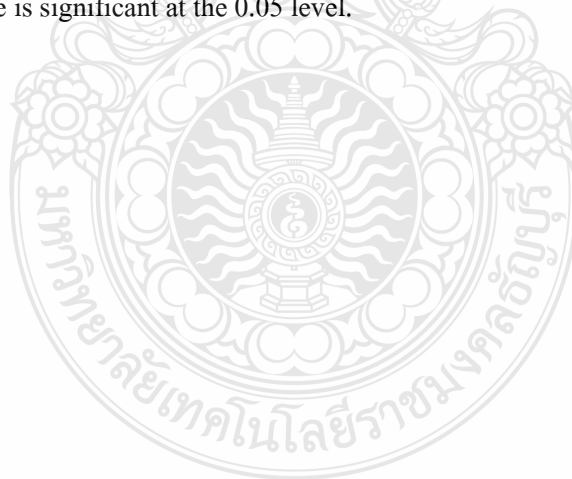 e is significant at the 0.05 level.
มหาวิทยาลัยเทคโนโลยีราชมงคลธัญบุรี